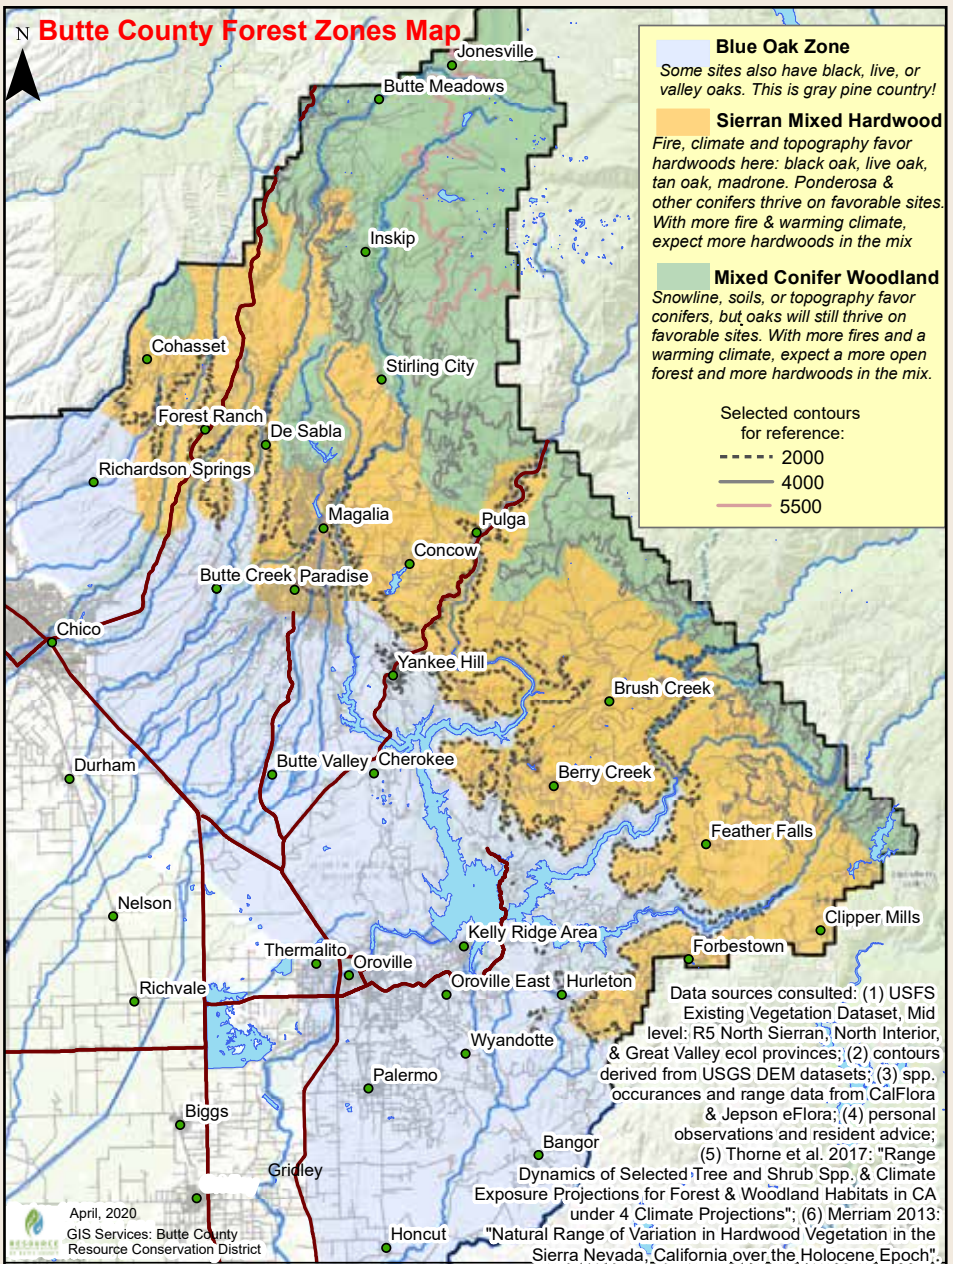 N
Butte County Forest Zones Map
Blue Oak Zone
Some sites also have black, live, or
valley oaks. This is gray pine country!
Sierran Mixed Hardwood
Fire, climate and topography favor
hardwoods here: black oak, live oak,
tan oak, madrone. Ponderosa &
other conifers thrive on favorable sites.
With more fire & warming climate,
expect more hardwoods in the mix
Mixed Conifer Woodland
Snowline, soils, or topography favor
conifers, but oaks will still thrive on
favorable sites. With more fires and a
warming climate, expect a more open
forest and more hardwoods in the mix.
Selected contours
for reference:
2000
4000
5500
Jonesville
Butte Meadows
Inskip
Cohasset
Stirling City
Forest Ranch
De Sabla
Richardson Springs
Magalia
Pulga
Concow
Butte Creek
Paradise
Chico
Yankee Hill
Brush Creek
Durham
Butte Valley
Cherokee
Berry Creek
Feather Falls
Nelson
Clipper Mills
Kelly Ridge Area
Forbestown
Thermalito
Oroville
Richvale
Oroville East
Hurleton
Wyandotte
Palermo
Biggs
Bangor
Gridley
Honcut
Data sources consulted: (1) USFS
Existing Vegetation Dataset, Mid
level: R5 North Sierran, North Interior,
& Great Valley ecol provinces; (2) contours
derived from USGS DEM datasets; (3) spp.
occurances and range data from CalFlora
& Jepson eFlora; (4) personal
observations and resident advice;
(5) Thorne et al. 2017: "Range
Dynamics of Selected Tree and Shrub Spp. & Climate
Exposure Projections for Forest & Woodland Habitats in CA
under 4 Climate Projections"; (6) Merriam 2013:
"Natural Range of Variation in Hardwood Vegetation in the
Sierra Nevada, California over the Holocene Epoch".
April, 2020
GIS Services: Butte County
Resource Conservation District
RESOURCE